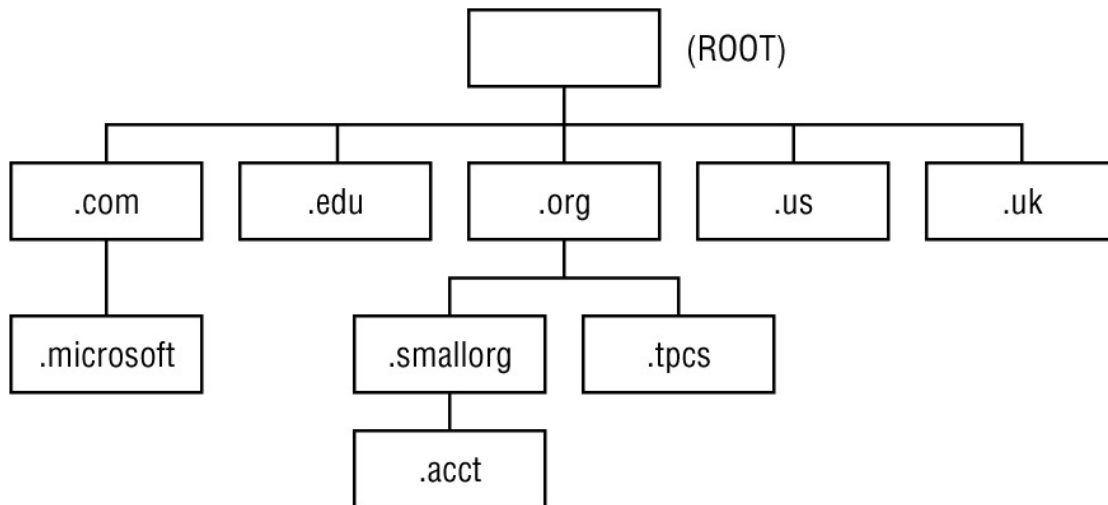 (ROOT)
.com
.edu
.org
.us
.uk
.microsoft
.smallorg
.tpcs
.acct